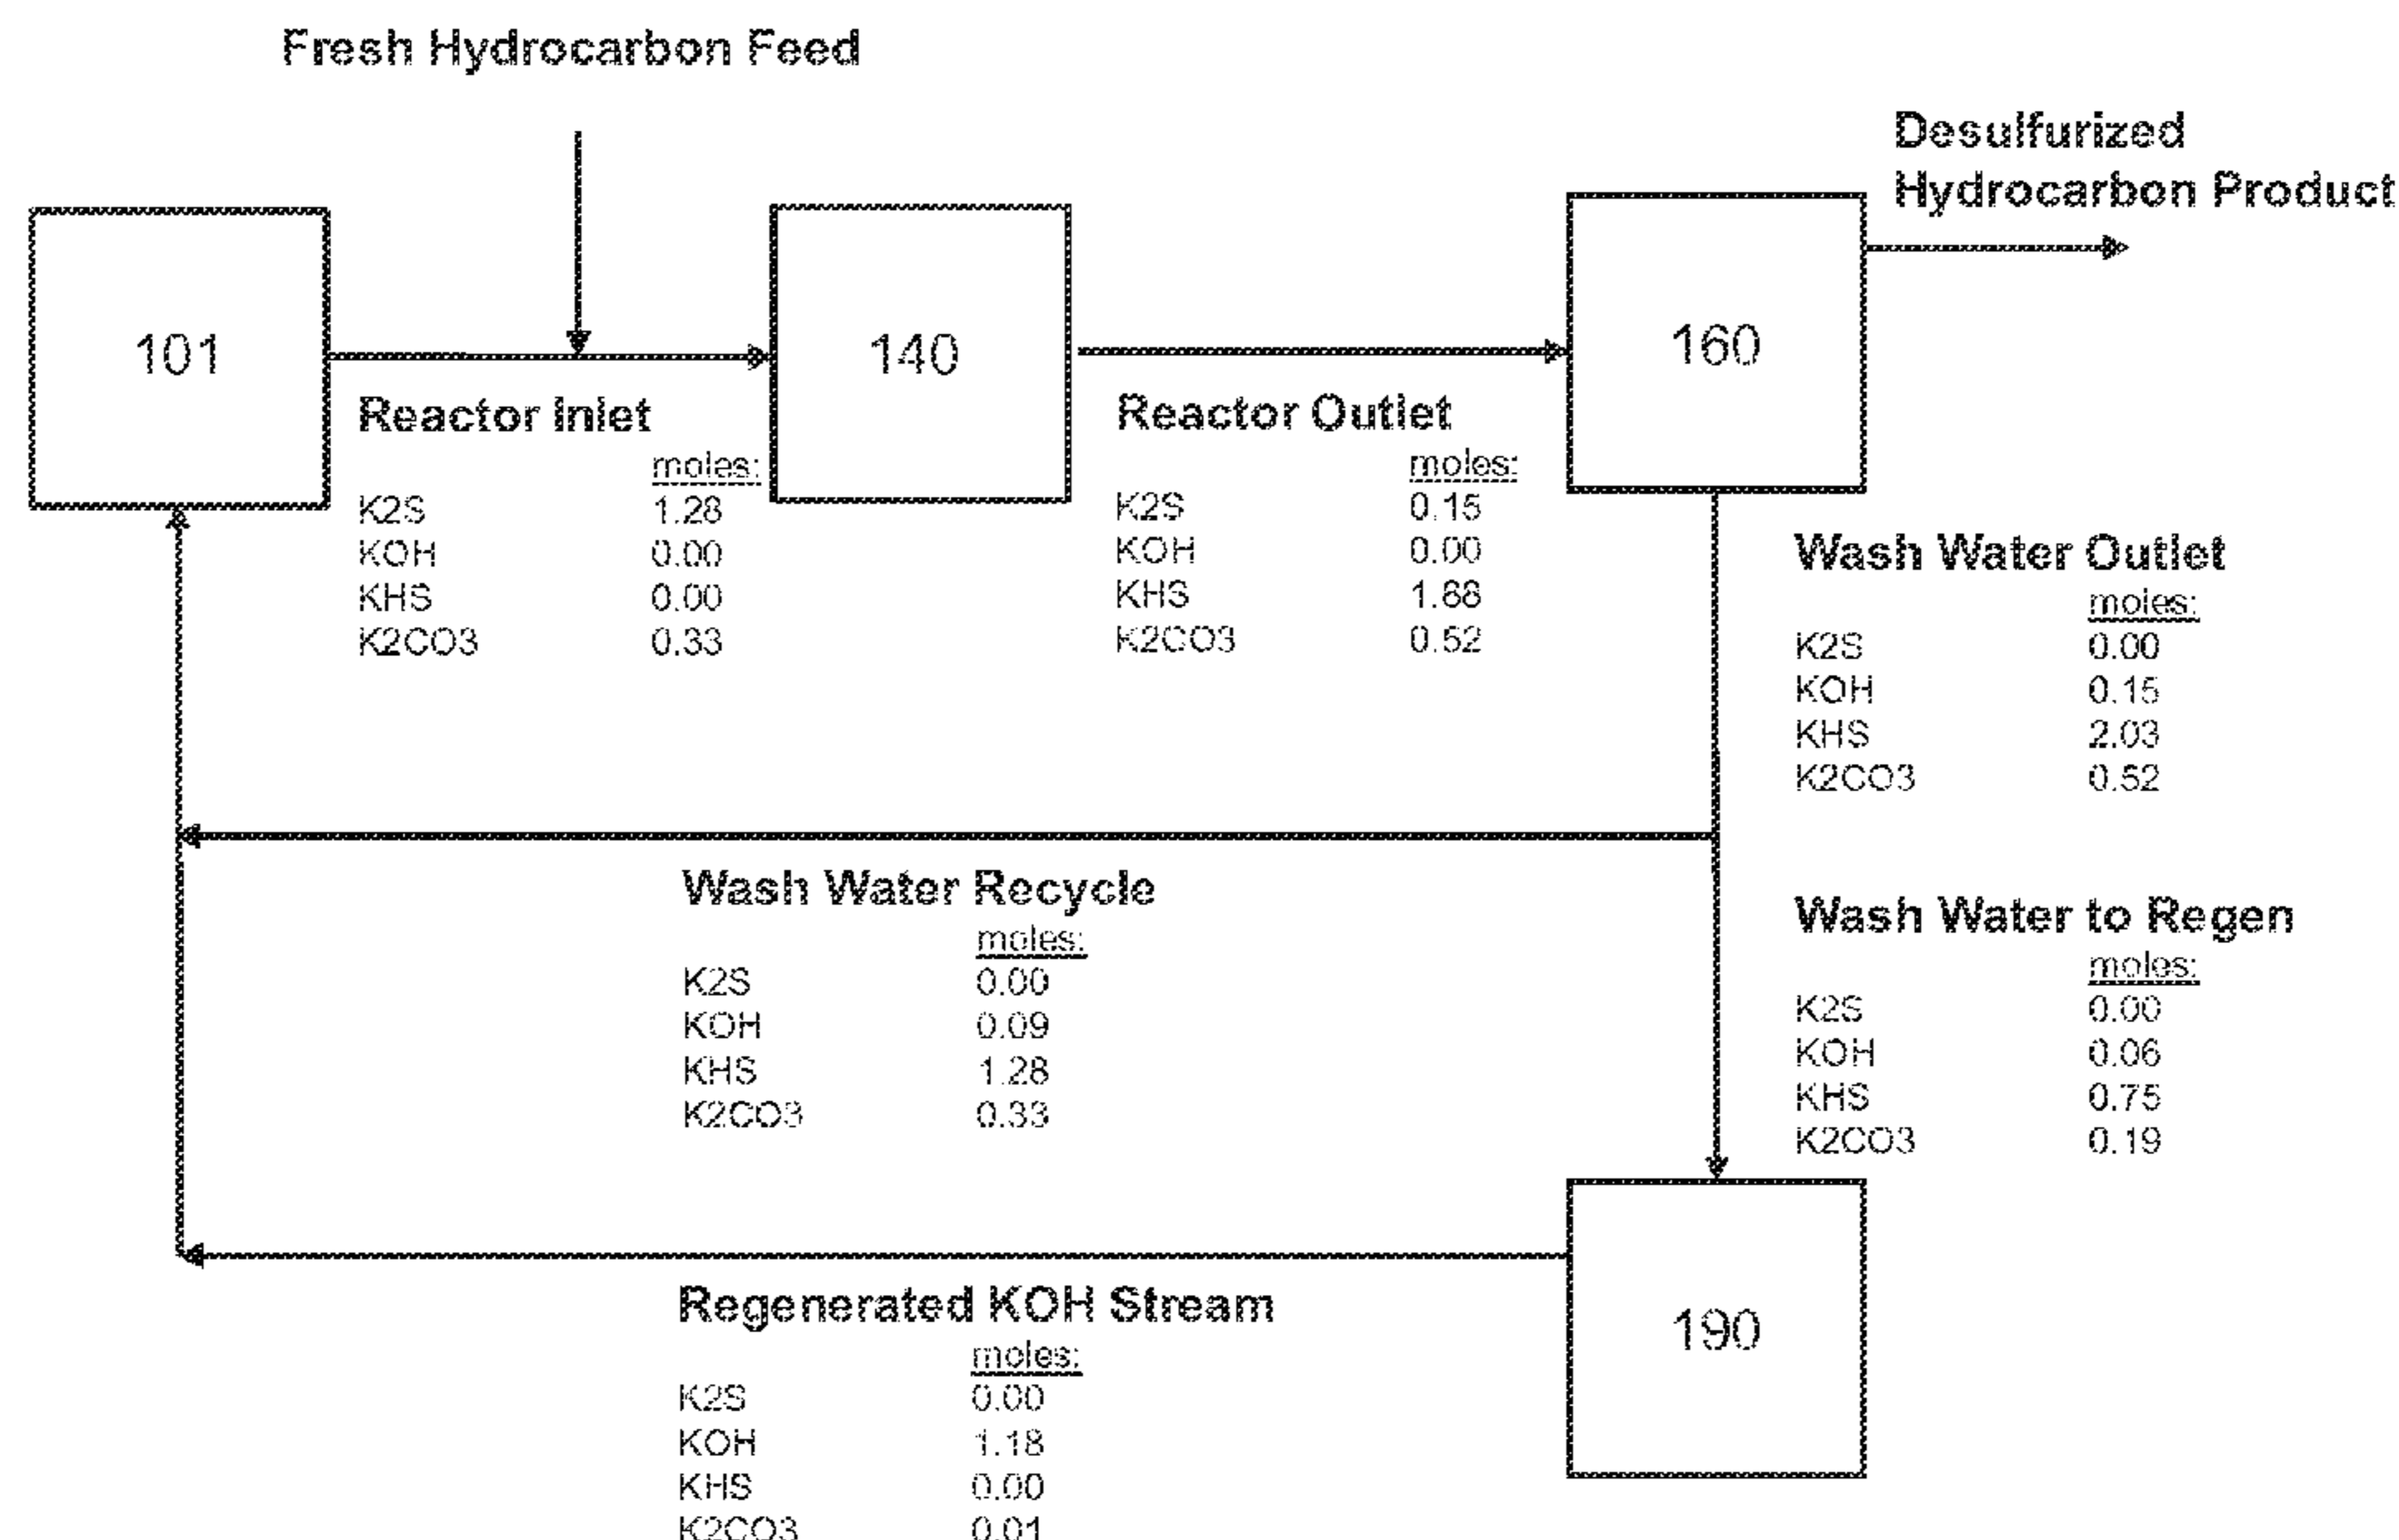 Fresh Hydrocarbon Feed
Desulfurized
Hydrocarbon Product
101
140
160
Reactor Inlet
moles:
K2S 1.28
KOH 0.00
KHS 0.00
K2CO3 0.33
Reactor Outlet
moles:
K2S 0.15
KOH 0.00
KHS 1.88
K2CO3 0.52
Wash Water Outlet
moles:
K2S 0.00
KOH 0.15
KHS 2.03
K2CO3 0.52
Wash Water Recycle
moles:
K2S 0.00
KOH 0.09
KHS 1.28
K2CO3 0.33
Wash Water to Regen
moles:
K2S 0.00
KOH 0.06
KHS 0.75
K2CO3 0.19
190
Regenerated KOH Stream
moles:
K2S 0.00
KOH 1.18
KHS 0.00
K2CO3 0.01